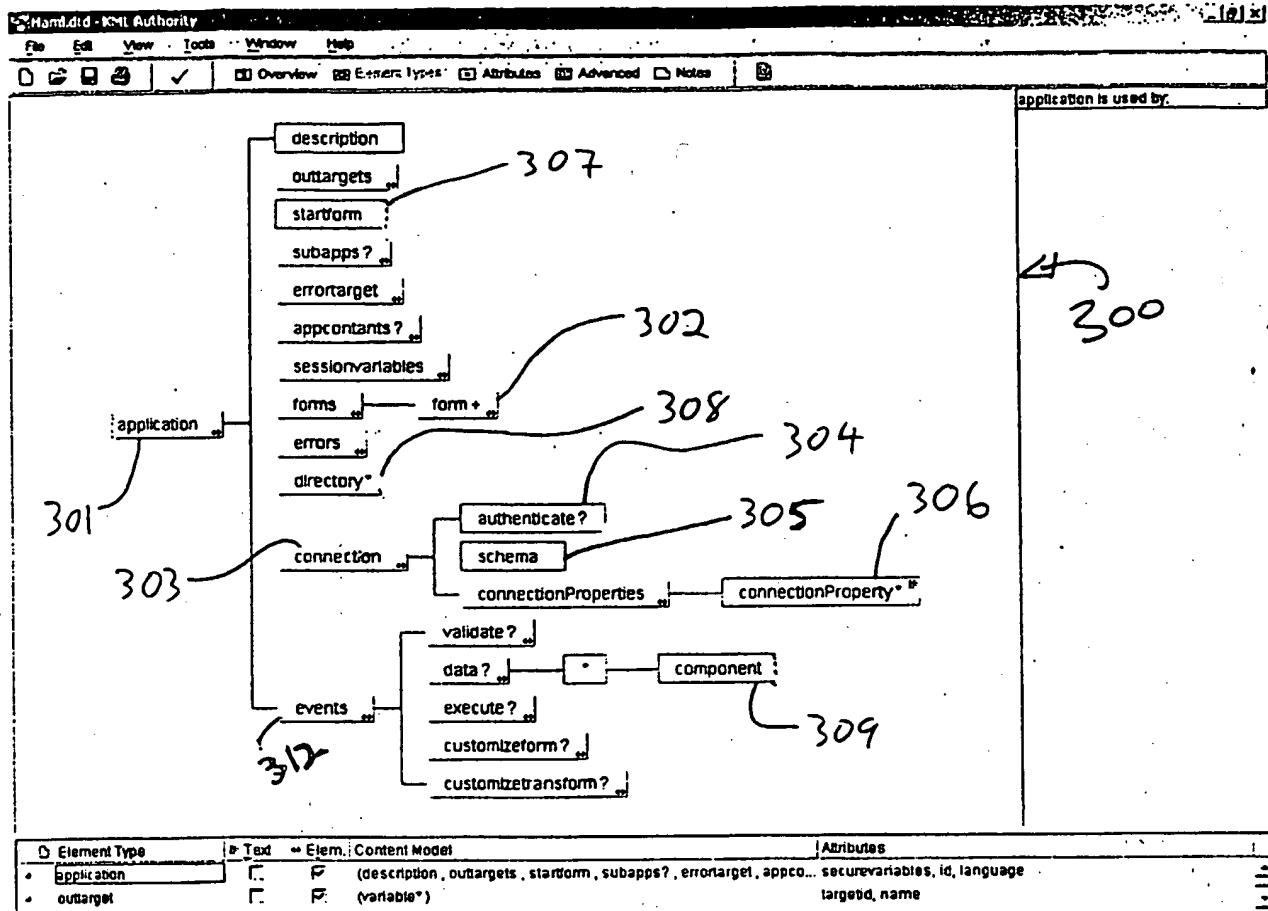 Haml.dtd - XML Authority
File Edit View Tools Window Help
Overview Element Types Attributes Advanced Notes
application is used by:
description
307
outtargets
startform
subapps?
errortarget
300
appcontants?
302
sessionvariables
forms form+
308
application
errors
304
directory*
301
authenticate?
305
306
connection
schema
303
connectionProperties connectionProperty*
validate?
data? * component
events
execute?
309
312
customizeform?
customizetransform?
Element Type Text Elem. Content Model Attributes
application (description, outtargets, startform, subapps?, errortarget, appco... securevariables, id, language
outtarget (variable*) targetid, name